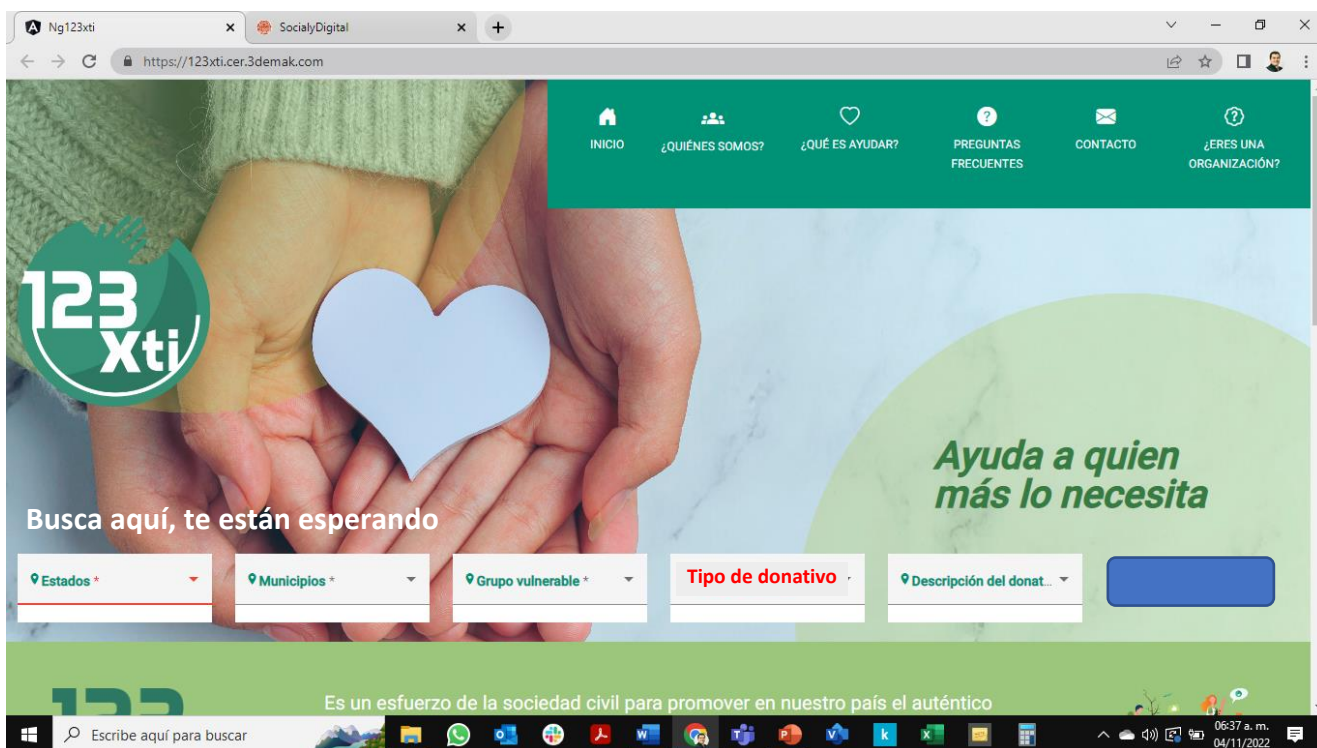 Ng123xti
SocialyDigital
https://123xti.cer.3demak.com
INICIO
¿QUIÉNES SOMOS?
¿QUÉ ES AYUDAR?
PREGUNTAS
FRECUENTES
CONTACTO
¿ERES UNA
ORGANIZACIÓN?
123
Xti
Ayuda a quien
más lo necesita
Busca aquí, te están esperando
Estados *
Municipios *
Grupo vulnerable *
Tipo de donativo
Descripción del donat...
123
Es un esfuerzo de la sociedad civil para promover en nuestro país el auténtico
Escribe aquí para buscar
06:37 a. m.
04/11/2022